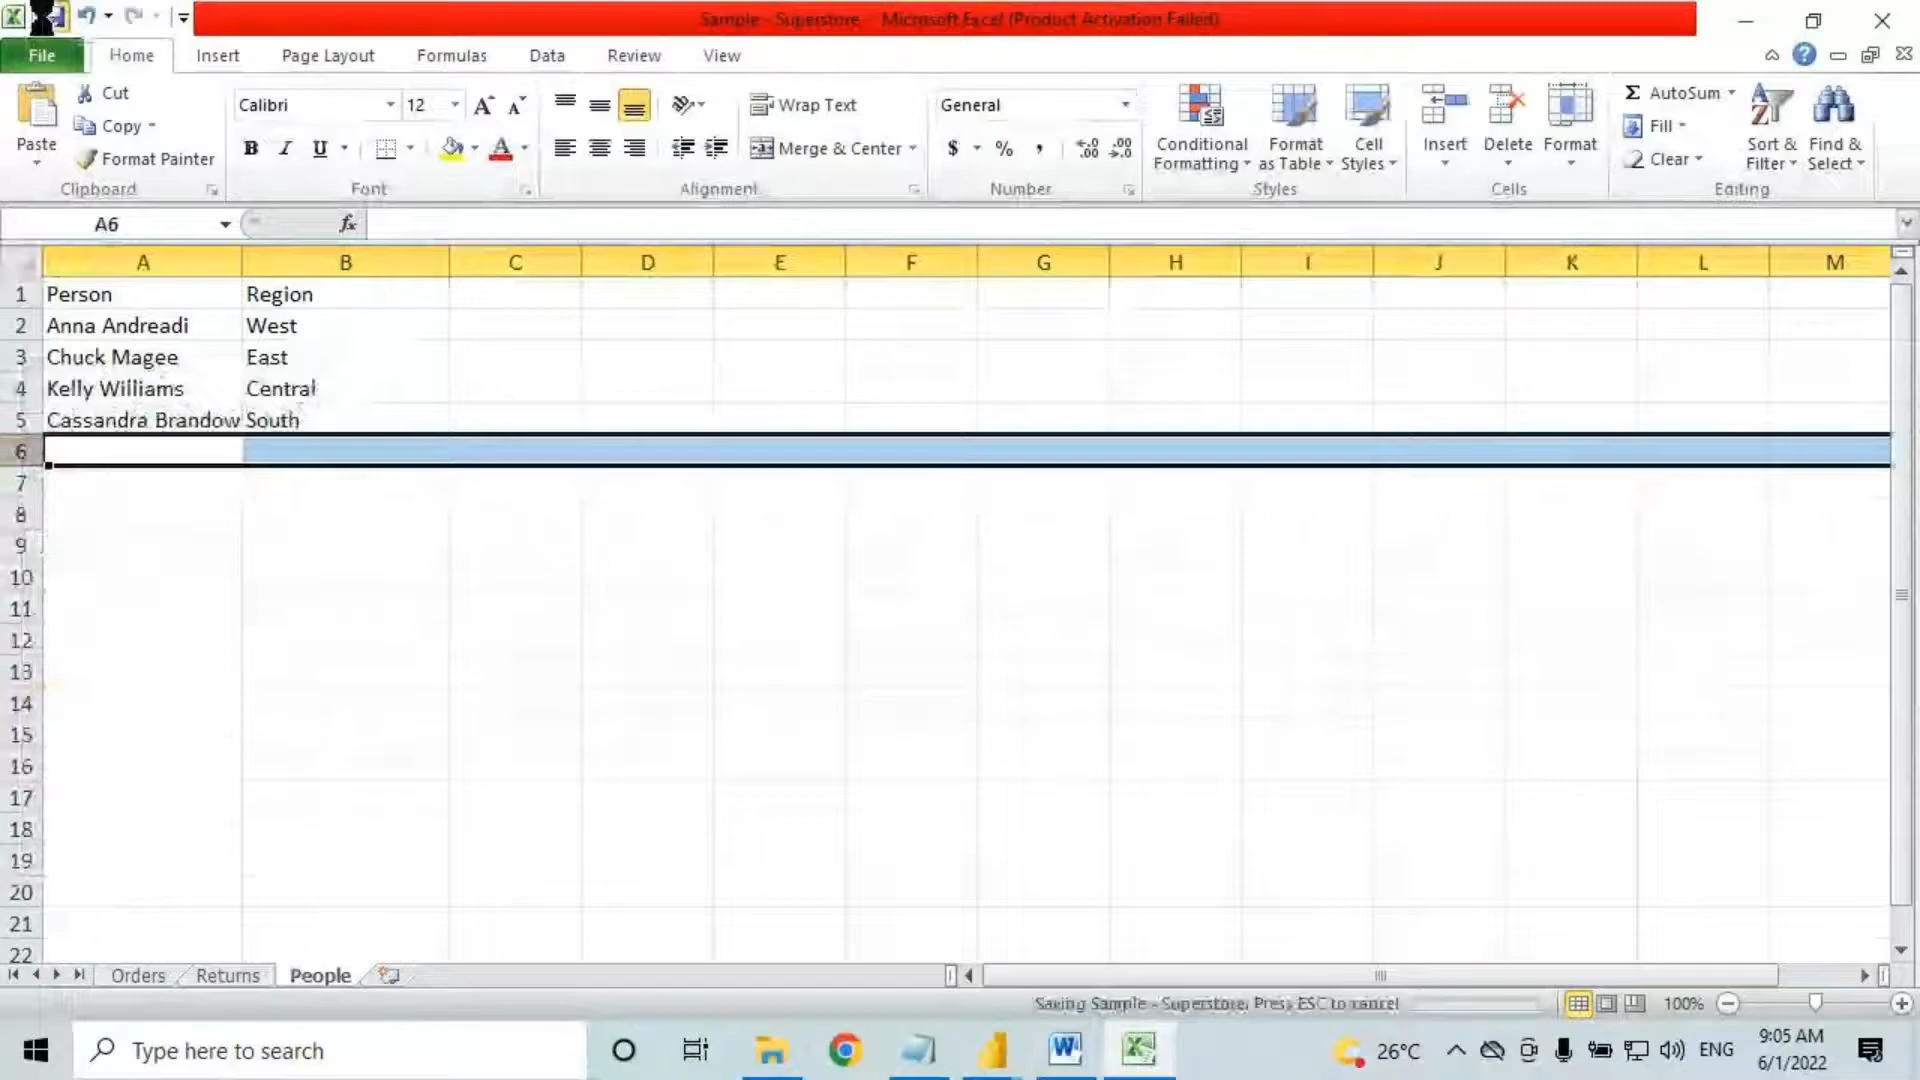 Sample - Superstore - Microsoft Excel (Product Activation Failed)
File Home Insert Page Layout Formulas Data Review View
Paste
Cut
Copy
Format Painter
Clipboard
Calibri 12
B I U A
Font
Wrap Text
Merge & Center
Alignment
General
$ % ,
Number
Conditional Formatting
Format as Table
Cell Styles
Styles
Insert Delete Format
Cells
Σ AutoSum
Fill
Clear
Sort & Filter
Find & Select
Editing
A6 fx
A B C D E F G H I J K L M
1 Person Region
2 Anna Andreadi West
3 Chuck Magee East
4 Kelly Williams Central
5 Cassandra Brandow South
6
7
8
9
10
11
12
13
14
15
16
17
18
19
20
21
22
Orders Returns People
Saving Sample - Superstore. Press ESC to cancel 100%
Type here to search 26°C ENG 9:05 AM
6/1/2022